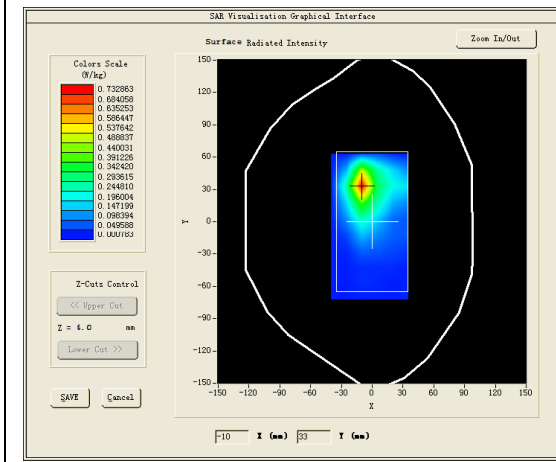 SAR Visualisation Graphical Interface
Surface Radiated Intensity
Zoom In/Out
Colors Scale
(W/kg)
0.732863
0.684058
0.635253
0.586447
0.537642
0.488837
0.440031
0.391226
0.342420
0.293615
0.244810
0.196004
0.147199
0.098394
0.049588
0.000783
150
120
90
60
30
0
-30
-60
-90
-120
-150
Y
-150 -120 -90 -60 -30 0 30 60 90 120 150
X
Z-Cuts Control
<< Upper Cut
Z = 4.0 mm
Lower Cut >>
SAVE Cancel
-10 X (mm) 33 Y (mm)